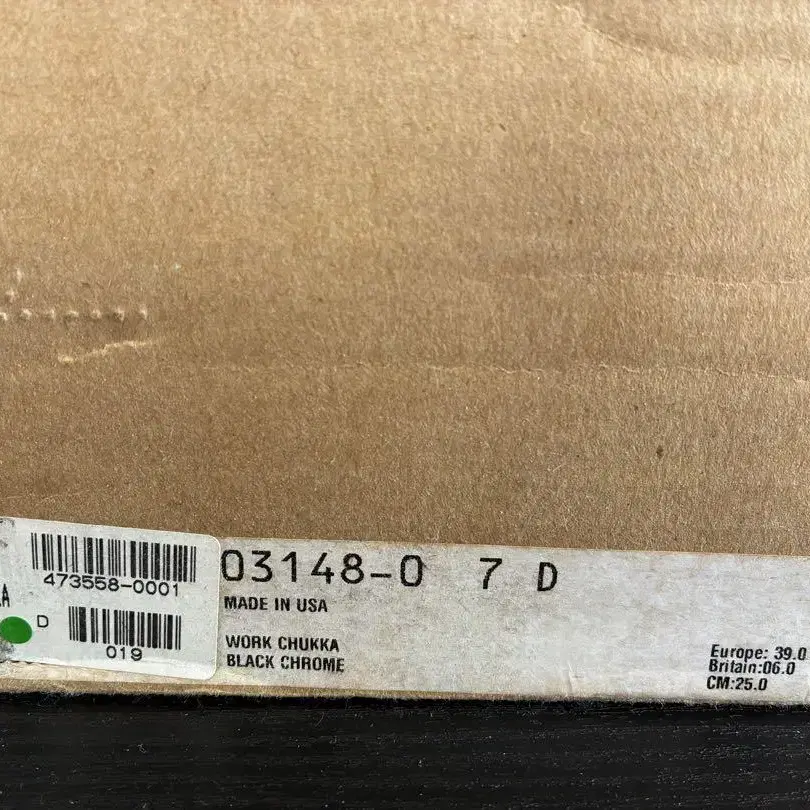 473558-0001
D
019
03148-0 7 D
MADE IN USA
WORK CHUKKA
BLACK CHROME
Europe: 39.0
Britain:06.0
CM:25.0